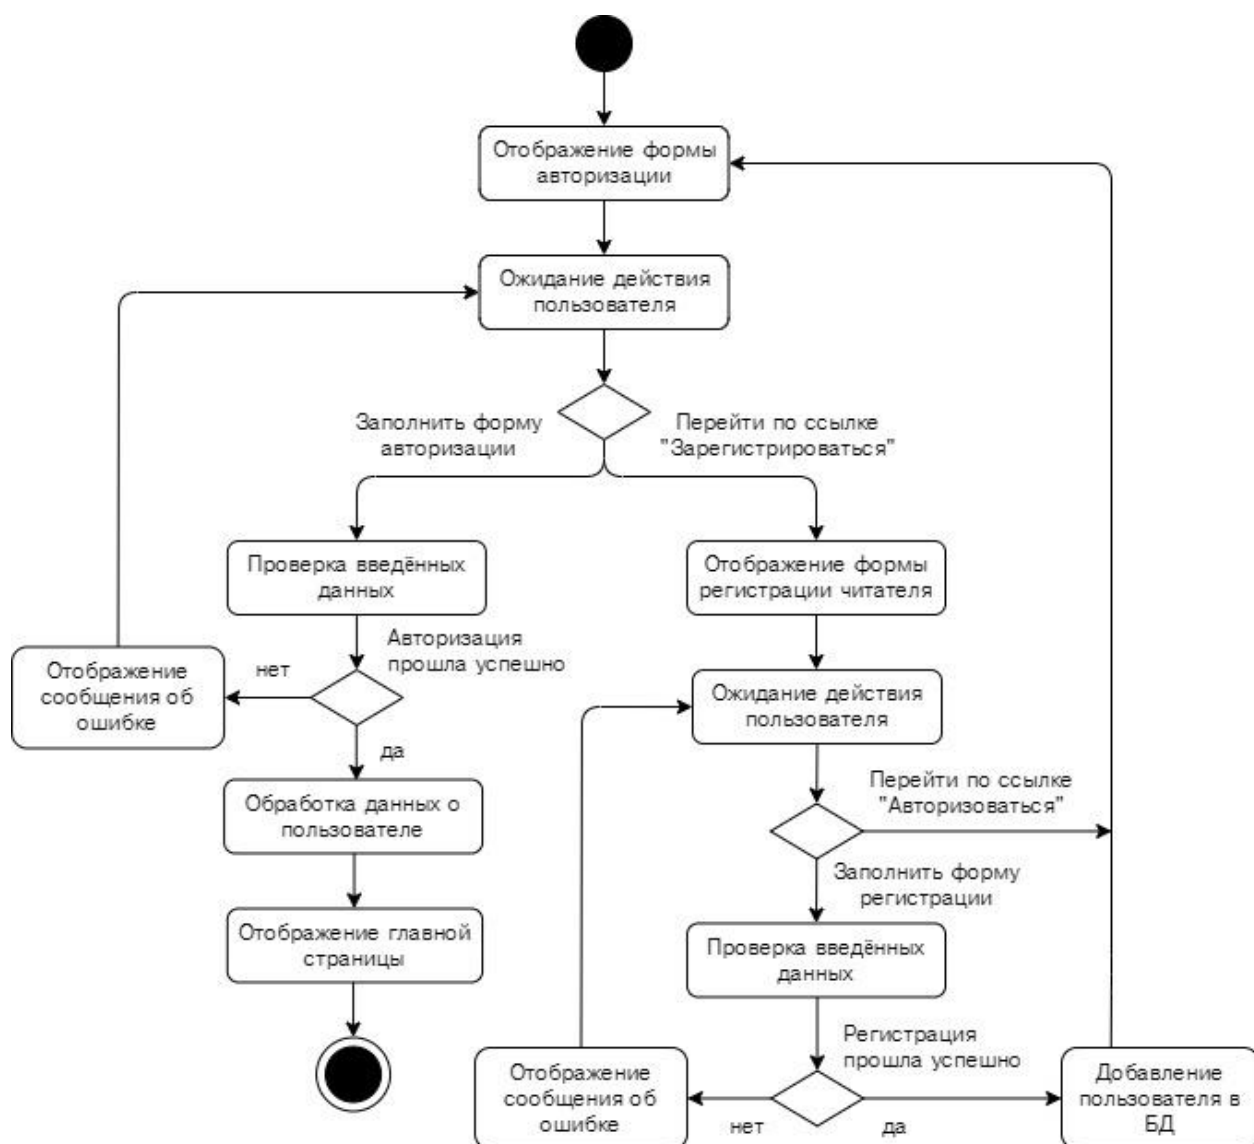 Отображение формы
авторизации
Ожидание действия
пользователя
Заполнить форму
авторизации
Перейти по ссылке
"Зарегистрироваться"
Проверка введённых
данных
Отображение формы
регистрации читателя
Авторизация
прошла успешно
нет
Отображение
сообщения об
ошибке
да
Ожидание действия
пользователя
Обработка данных о
пользователе
Перейти по ссылке
"Авторизоваться"
Заполнить форму
регистрации
Отображение главной
страницы
Проверка введённых
данных
Регистрация
прошла успешно
Отображение
сообщения об
ошибке
нет
да
Добавление
пользователя в
БД